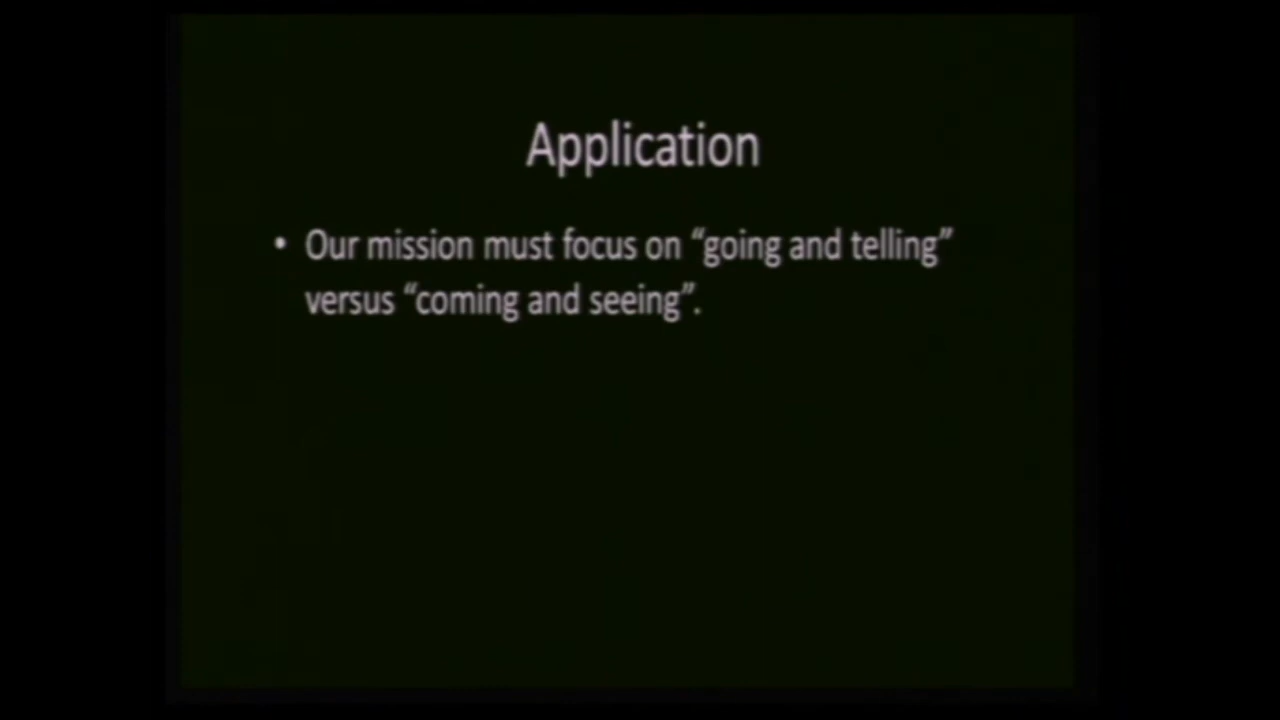 Application
• Our mission must focus on “going and telling”
versus “coming and seeing”.